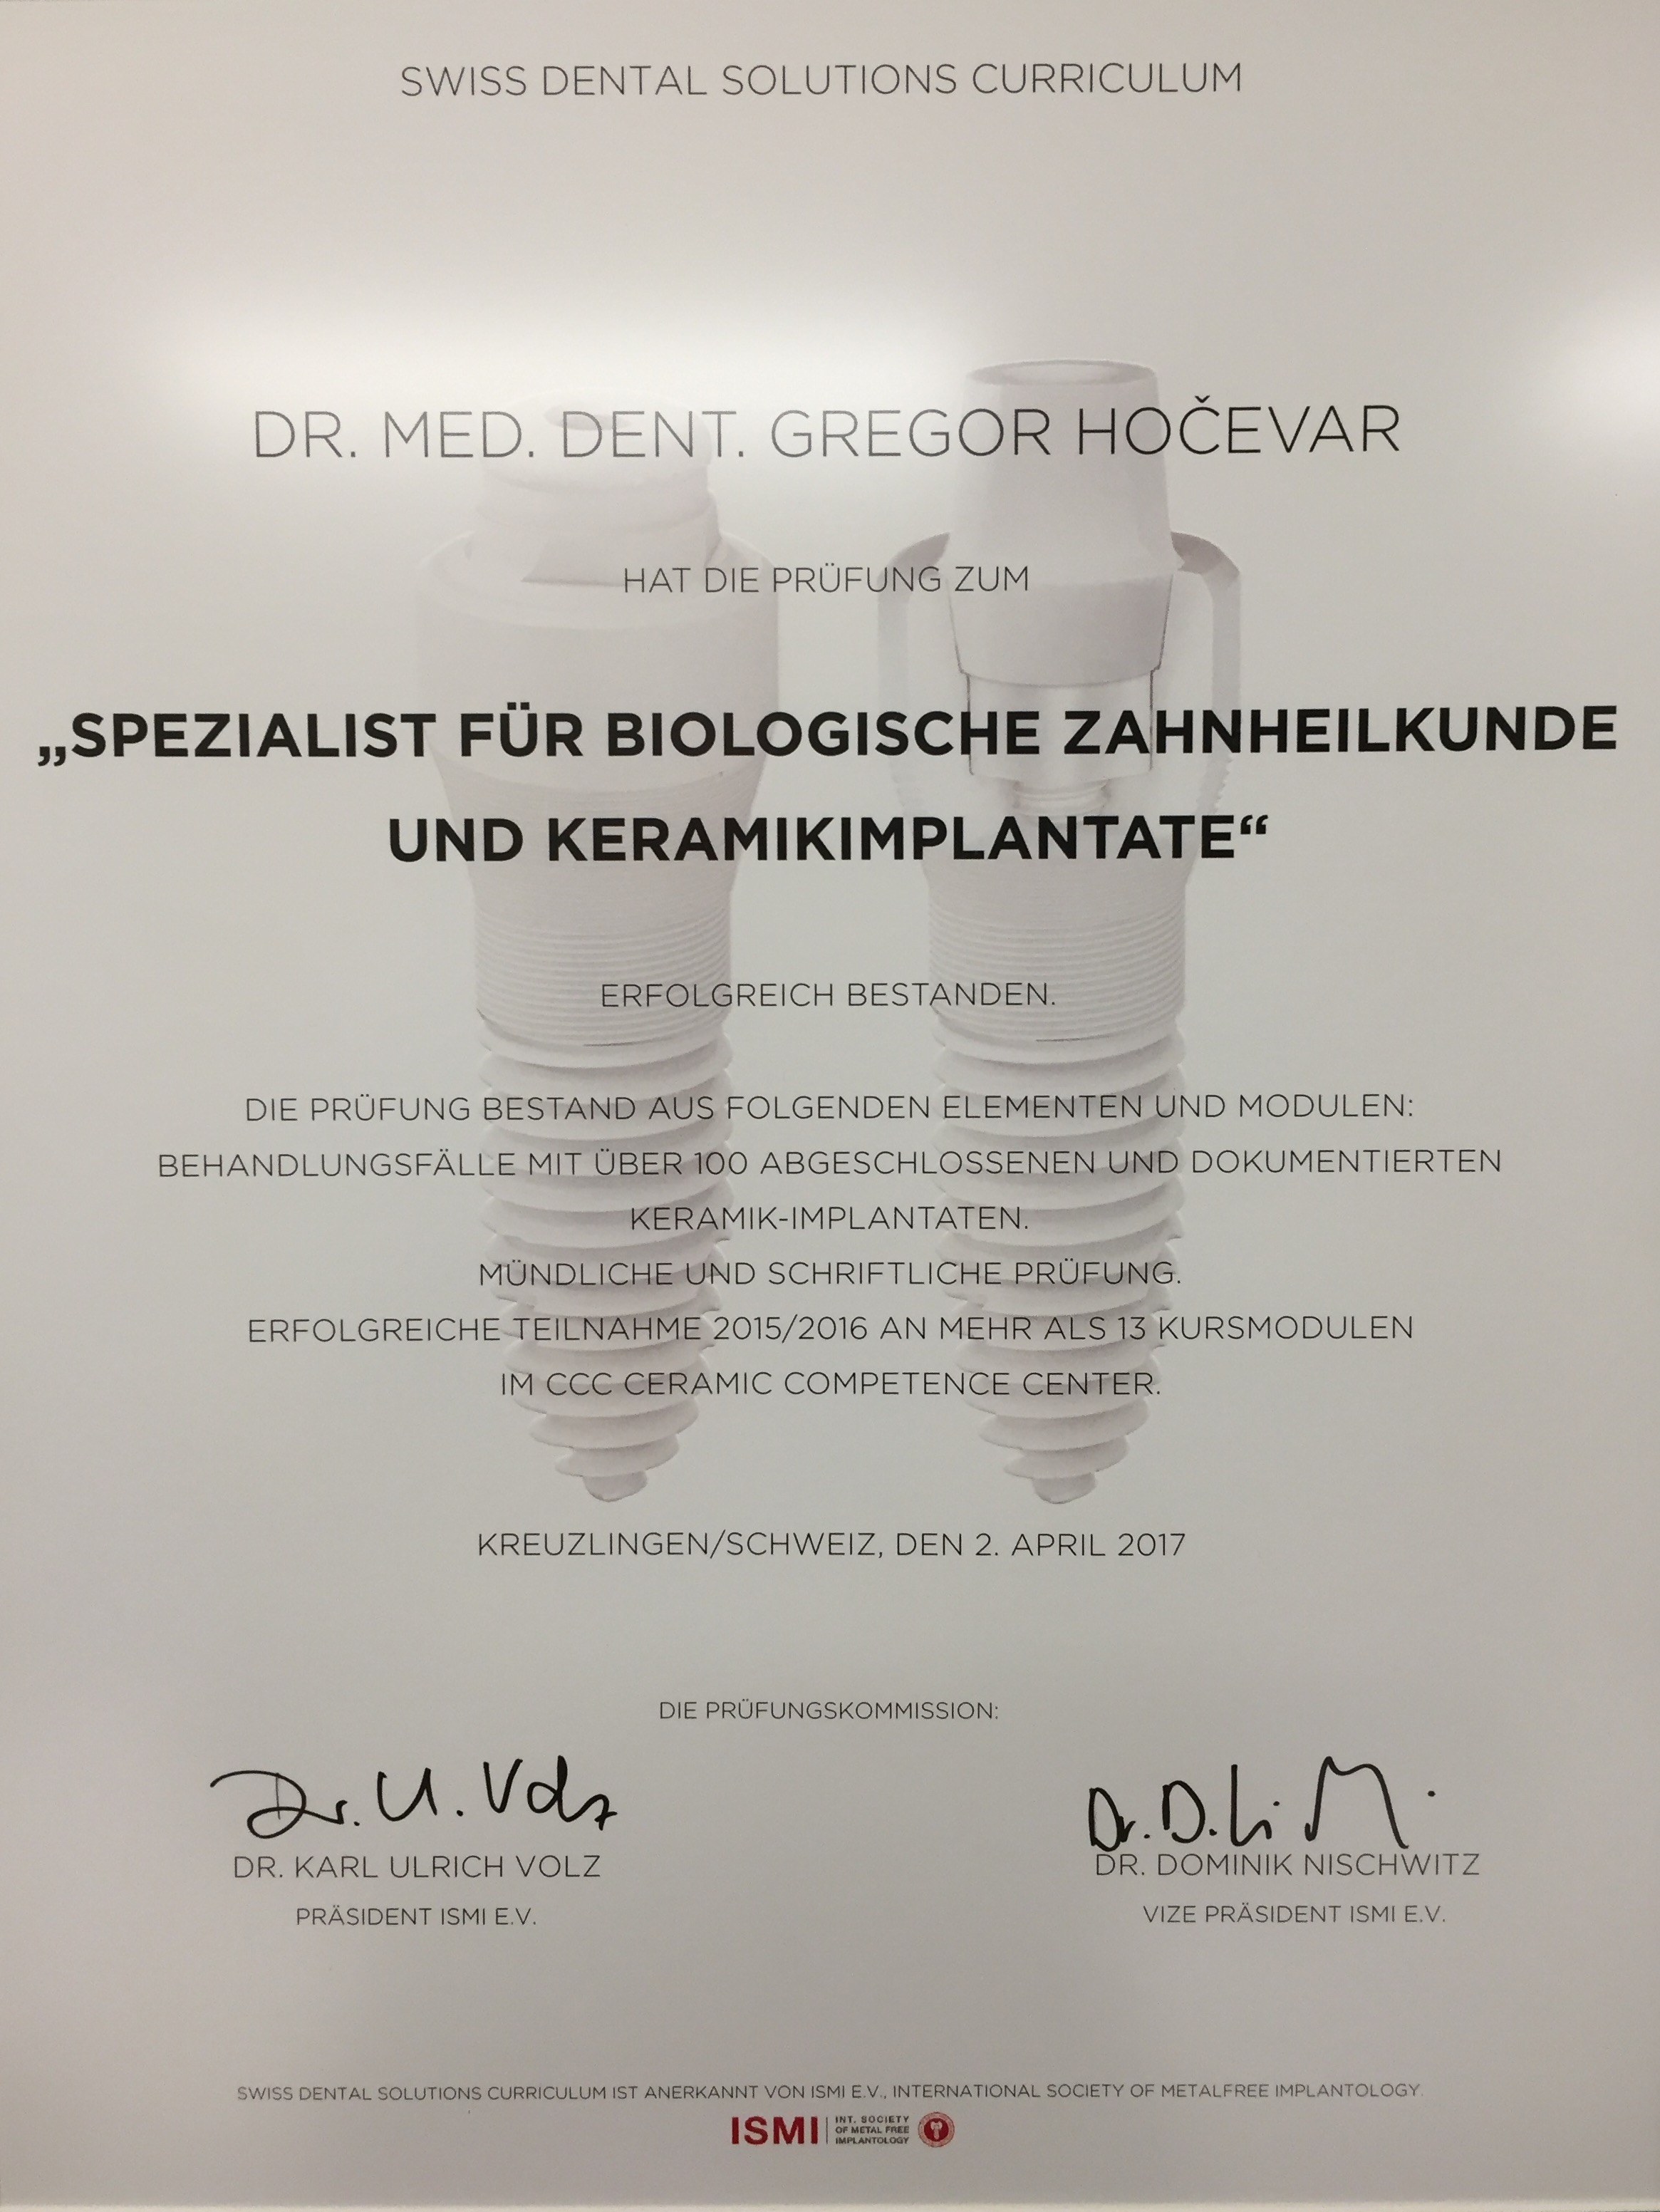 SWISS DENTAL SOLUTIONS CURRICULUM
DR. MED. DENT. GREGOR HOČEVAR
HAT DIE PRÜFUNG ZUM
„SPEZIALIST FÜR BIOLOGISCHE ZAHNHEILKUNDE
UND KERAMIKIMPLANTATE“
ERFOLGREICH BESTANDEN.
DIE PRÜFUNG BESTAND AUS FOLGENDEN ELEMENTEN UND MODULEN:
BEHANDLUNGSFÄLLE MIT ÜBER 100 ABGESCHLOSSENEN UND DOKUMENTIERTEN
KERAMIK-IMPLANTATEN.
MÜNDLICHE UND SCHRIFTLICHE PRÜFUNG.
ERFOLGREICHE TEILNAHME 2015/2016 AN MEHR ALS 13 KURSMODULEN
IM CCC CERAMIC COMPETENCE CENTER.
KREUZLINGEN/SCHWEIZ, DEN 2. APRIL 2017
DIE PRÜFUNGSKOMMISSION:
Dr. U. Volz
Dr. D.
DR. KARL ULRICH VOLZ
DR. DOMINIK NISCHWITZ
PRÄSIDENT ISMI E.V.
VIZE PRÄSIDENT ISMI E.V.
SWISS DENTAL SOLUTIONS CURRICULUM IST ANERKANNT VON ISMI E.V., INTERNATIONAL SOCIETY OF METALFREE IMPLANTOLOGY.
ISMI
INT. SOCIETY
OF METAL FREE
IMPLANTOLOGY